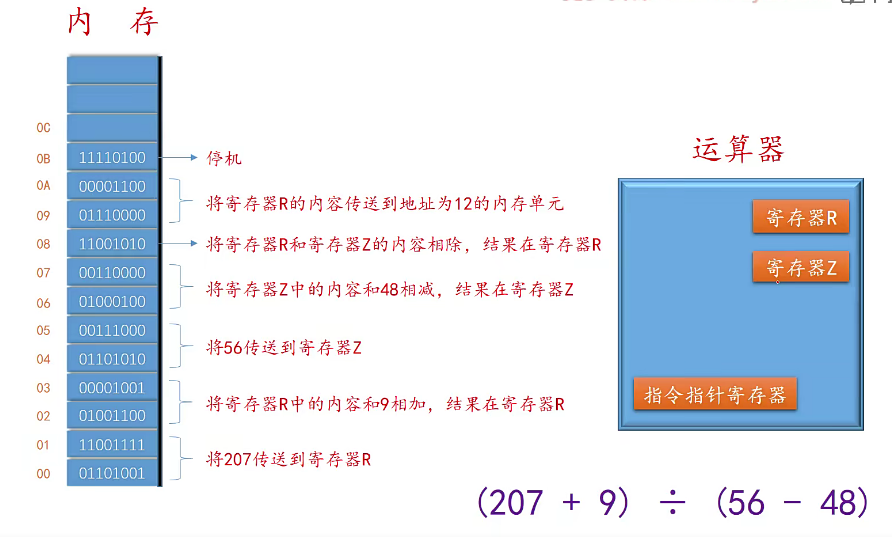 内 存
0C
0B 11110100 停机
0A 00001100
将寄存器R的内容传送到地址为12的内存单元
09 01110000
08 11001010 将寄存器R和寄存器Z的内容相除，结果在寄存器R
07 00110000
将寄存器Z中的内容和48相减，结果在寄存器Z
06 01000100
05 00111000
将56传送到寄存器Z
04 01101010
03 00001001
将寄存器R中的内容和9相加，结果在寄存器R
02 01001100
01 11001111
将207传送到寄存器R
00 01101001
运算器
寄存器R
寄存器Z
指令指针寄存器
(207 + 9) ÷ (56 - 48)